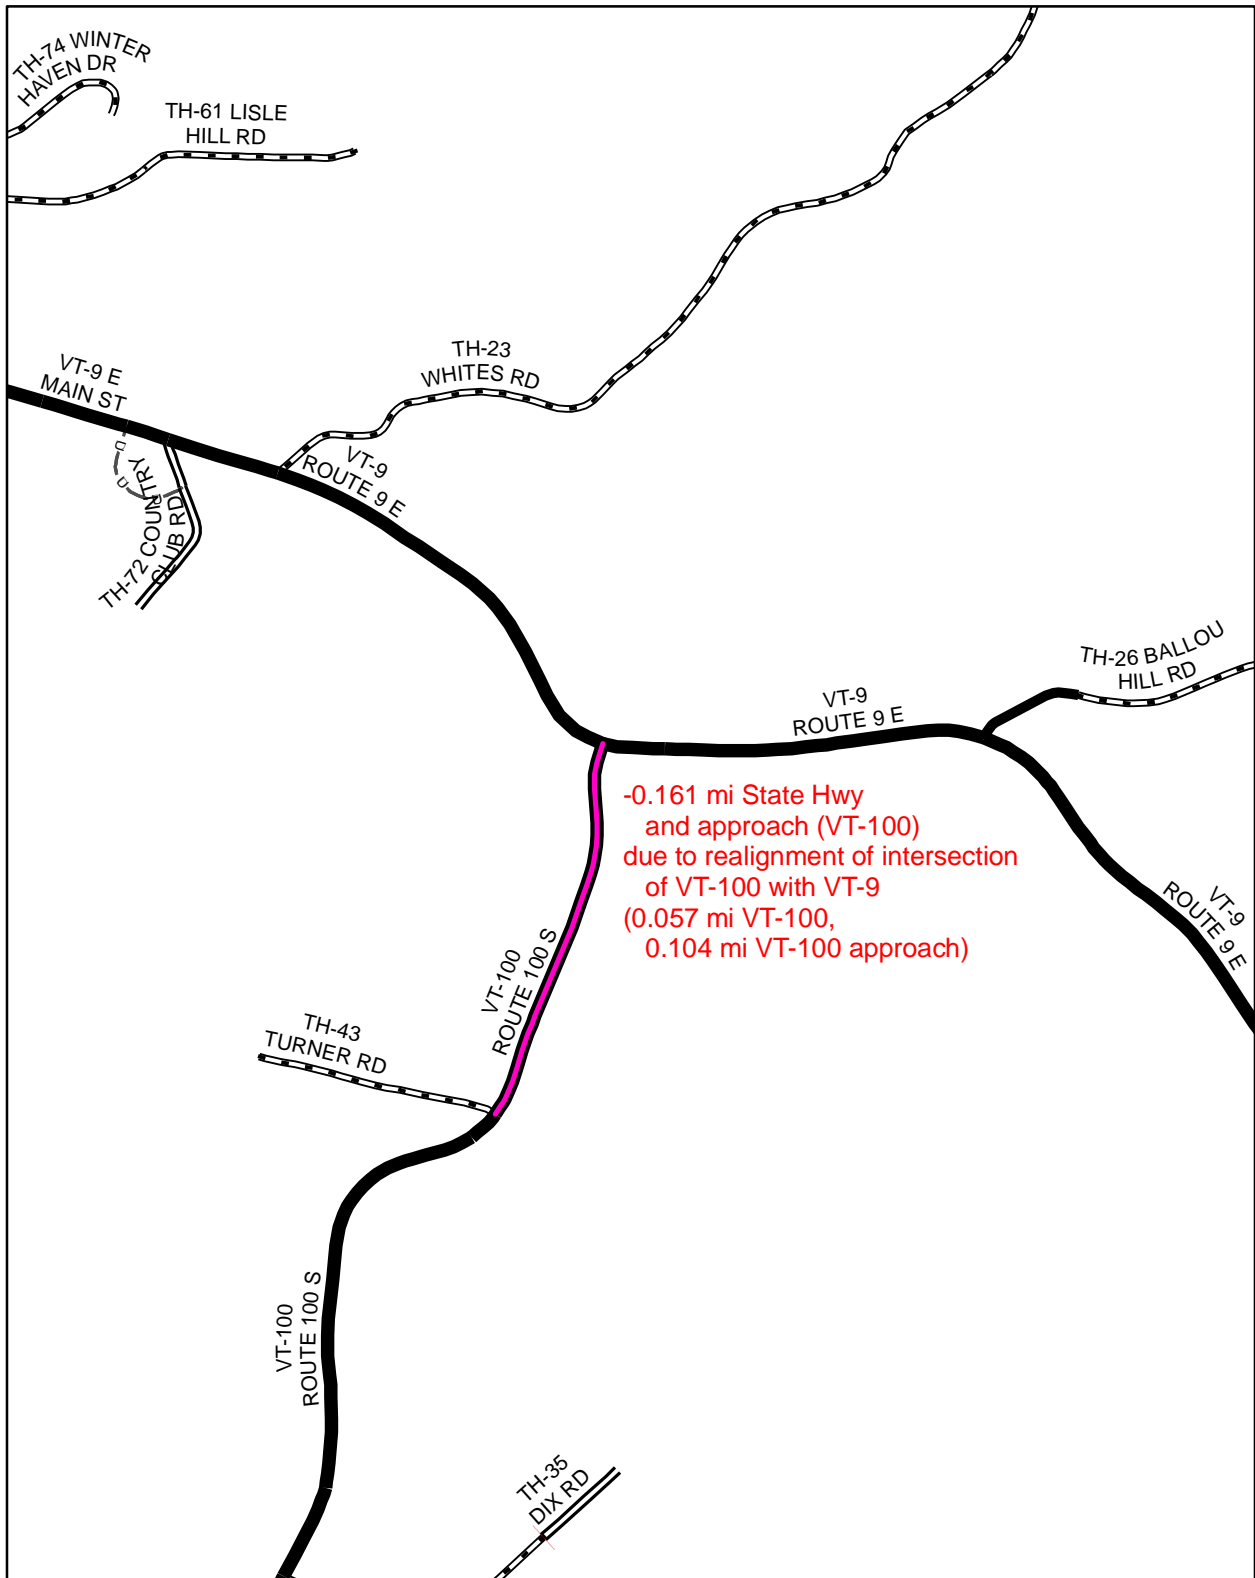 TH-74 WINTER
HAVEN DR
TH-61 LISLE
HILL RD
TH-23
WHITES RD
VT-9 E
MAIN ST
VT-9
ROUTE 9 E
TH-72 COUNTRY
CLUB RD
TH-26 BALLOU
HILL RD
VT-9
ROUTE 9 E
-0.161 mi State Hwy
and approach (VT-100)
due to realignment of intersection
of VT-100 with VT-9
(0.057 mi VT-100,
0.104 mi VT-100 approach)
VT-9
ROUTE 9 E
VT-100
ROUTE 100 S
TH-43
TURNER RD
VT-100
ROUTE 100 S
TH-35
DIX RD